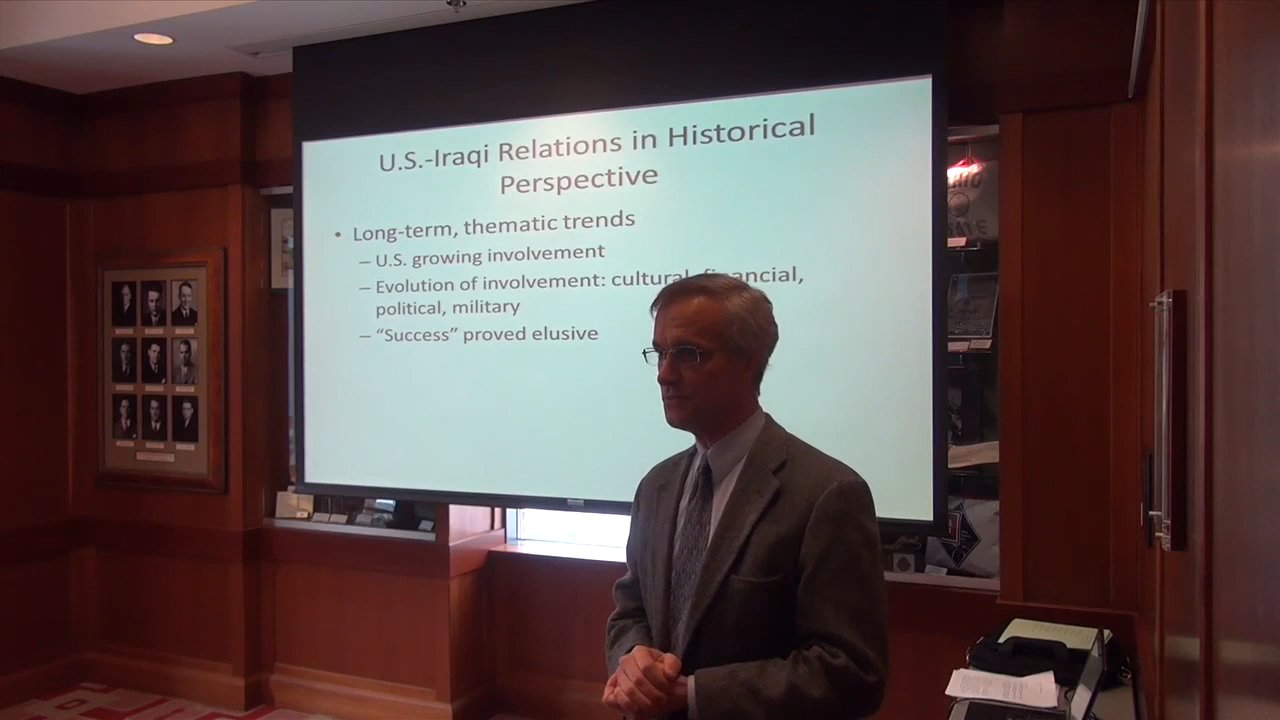 U.S.-Iraqi Relations in Historical
Perspective
• Long-term, thematic trends
– U.S. growing involvement
– Evolution of involvement: cultural, financial,
political, military
– “Success” proved elusive